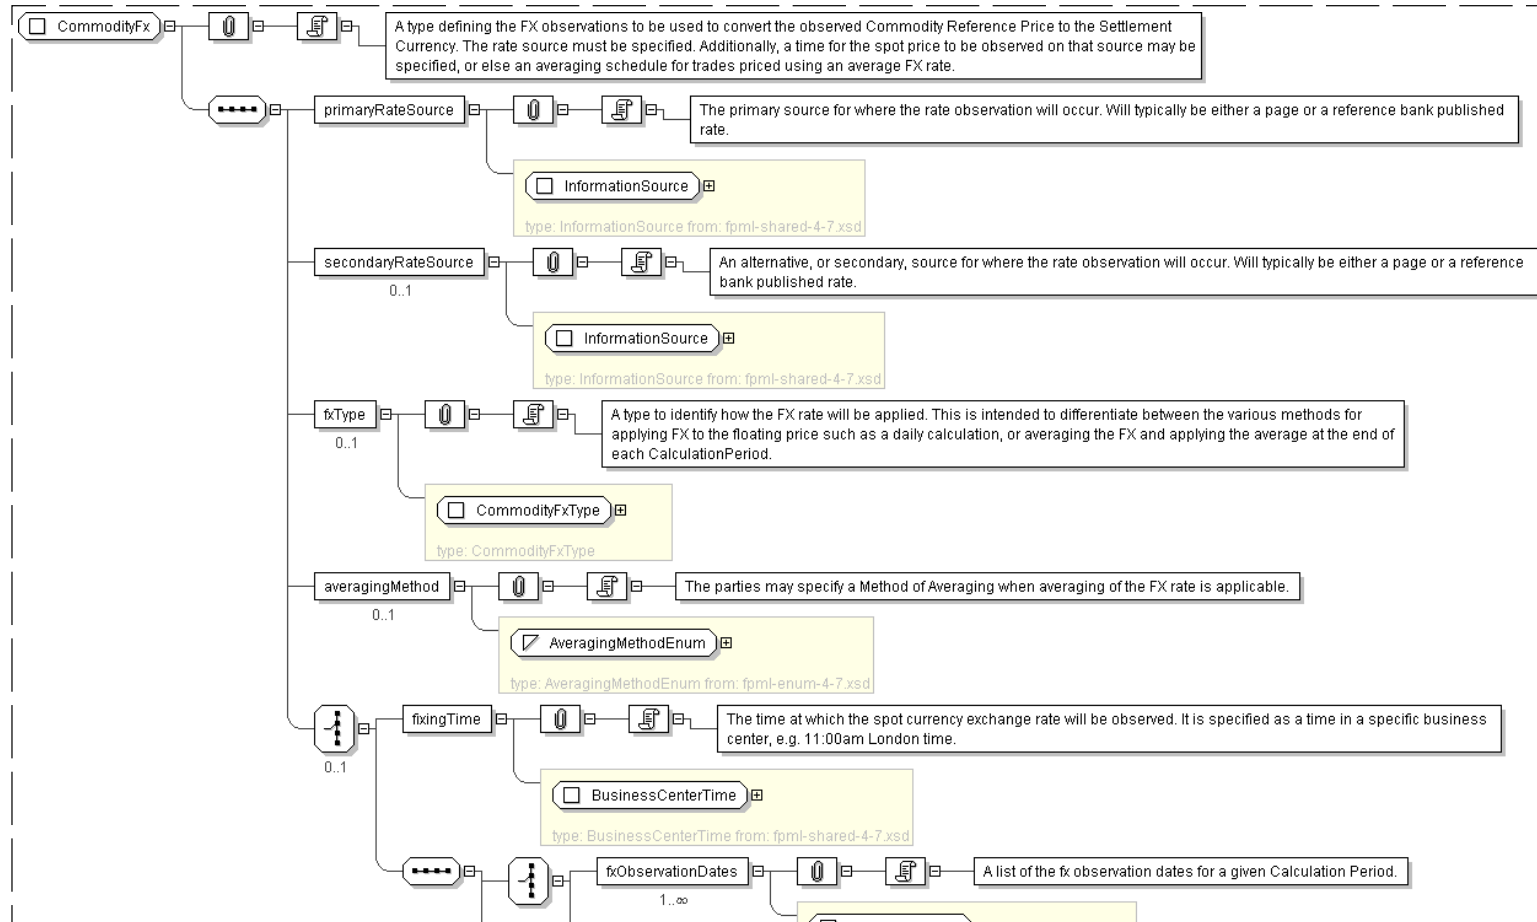 CommodityFx
A type defining the FX observations to be used to convert the observed Commodity Reference Price to the Settlement
Currency. The rate source must be specified. Additionally, a time for the spot price to be observed on that source may be
specified, or else an averaging schedule for trades priced using an average FX rate.
primaryRateSource
The primary source for where the rate observation will occur. Will typically be either a page or a reference bank published
rate.
InformationSource
type: InformationSource from: fpml-shared-4-7.xsd
secondaryRateSource
0..1
An alternative, or secondary, source for where the rate observation will occur. Will typically be either a page or a reference
bank published rate.
InformationSource
type: InformationSource from: fpml-shared-4-7.xsd
fxType
0..1
A type to identify how the FX rate will be applied. This is intended to differentiate between the various methods for
applying FX to the floating price such as a daily calculation, or averaging the FX and applying the average at the end of
each CalculationPeriod.
CommodityFxType
type: CommodityFxType
averagingMethod
0..1
The parties may specify a Method of Averaging when averaging of the FX rate is applicable.
AveragingMethodEnum
type: AveragingMethodEnum from: fpml-enum-4-7.xsd
0..1
fixingTime
The time at which the spot currency exchange rate will be observed. It is specified as a time in a specific business
center, e.g. 11:00am London time.
BusinessCenterTime
type: BusinessCenterTime from: fpml-shared-4-7.xsd
fxObservationDates
1..∞
A list of the fx observation dates for a given Calculation Period.